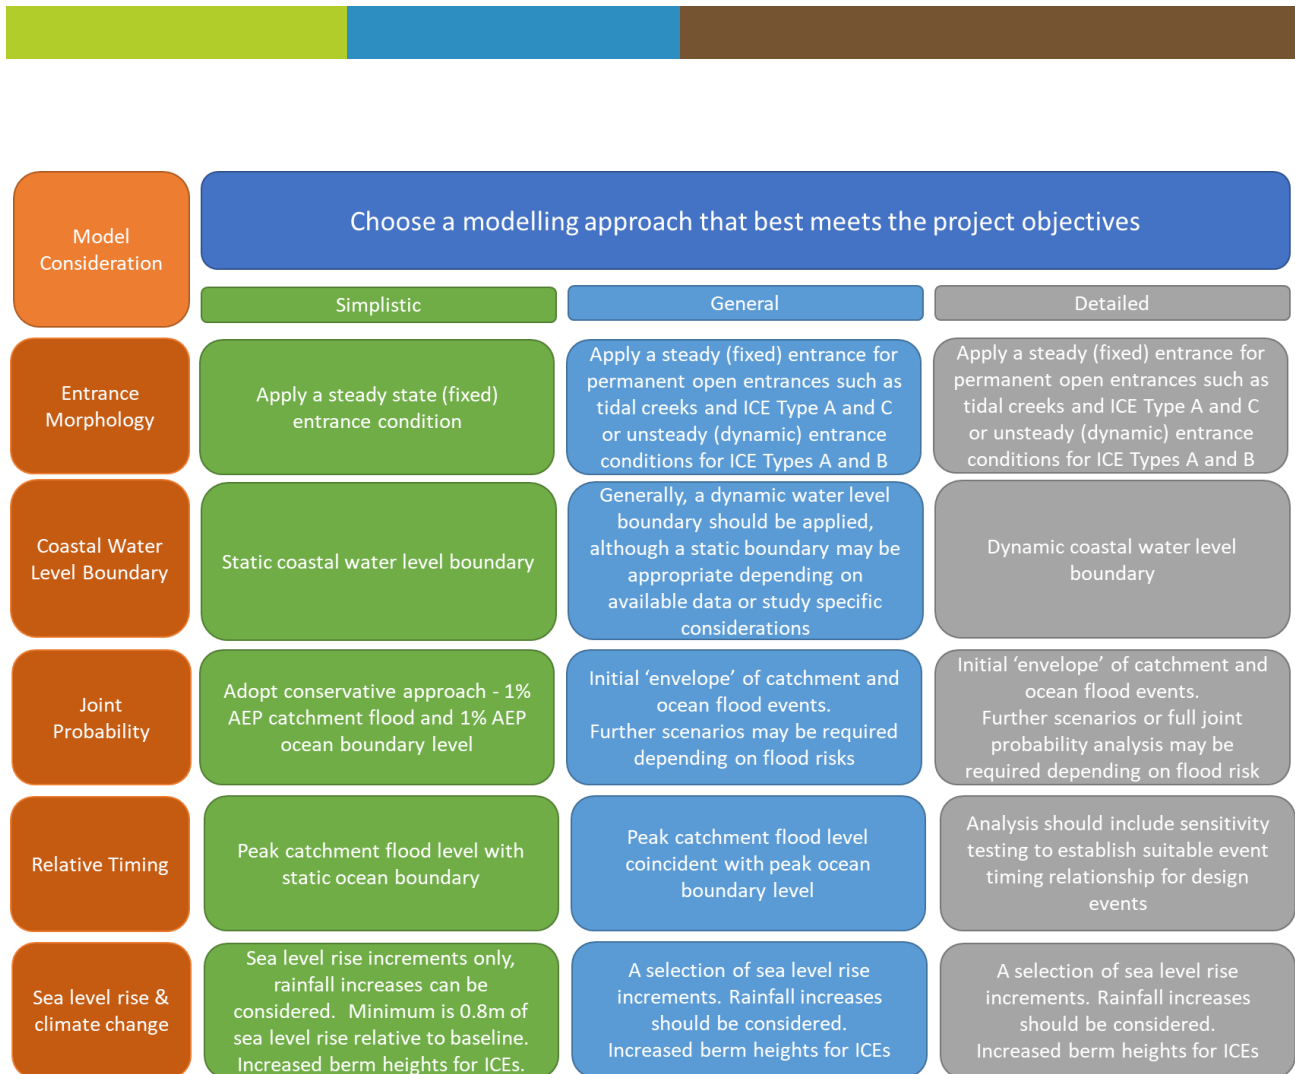 Model
Consideration
Choose a modelling approach that best meets the project objectives
Simplistic
General
Detailed
Entrance
Morphology
Apply a steady state (fixed)
entrance condition
Apply a steady (fixed) entrance for
permanent open entrances such as
tidal creeks and ICE Type A and C
or unsteady (dynamic) entrance
conditions for ICE Types A and B
Apply a steady (fixed) entrance for
permanent open entrances such as
tidal creeks and ICE Type A and C
or unsteady (dynamic) entrance
conditions for ICE Types A and B
Coastal Water
Level Boundary
Static coastal water level boundary
Generally, a dynamic water level
boundary should be applied,
although a static boundary may be
appropriate depending on
available data or study specific
considerations
Dynamic coastal water level
boundary
Joint
Probability
Adopt conservative approach - 1%
AEP catchment flood and 1% AEP
ocean boundary level
Initial ‘envelope’ of catchment and
ocean flood events.
Further scenarios may be required
depending on flood risks
Initial ‘envelope’ of catchment and
ocean flood events.
Further scenarios or full joint
probability analysis may be
required depending on flood risk
Relative Timing
Peak catchment flood level with
static ocean boundary
Peak catchment flood level
coincident with peak ocean
boundary level
Analysis should include sensitivity
testing to establish suitable event
timing relationship for design
events
Sea level rise &
climate change
Sea level rise increments only,
rainfall increases can be
considered.  Minimum is 0.8m of
sea level rise relative to baseline.
Increased berm heights for ICEs.
A selection of sea level rise
increments. Rainfall increases
should be considered.
Increased berm heights for ICEs
A selection of sea level rise
increments. Rainfall increases
should be considered.
Increased berm heights for ICEs